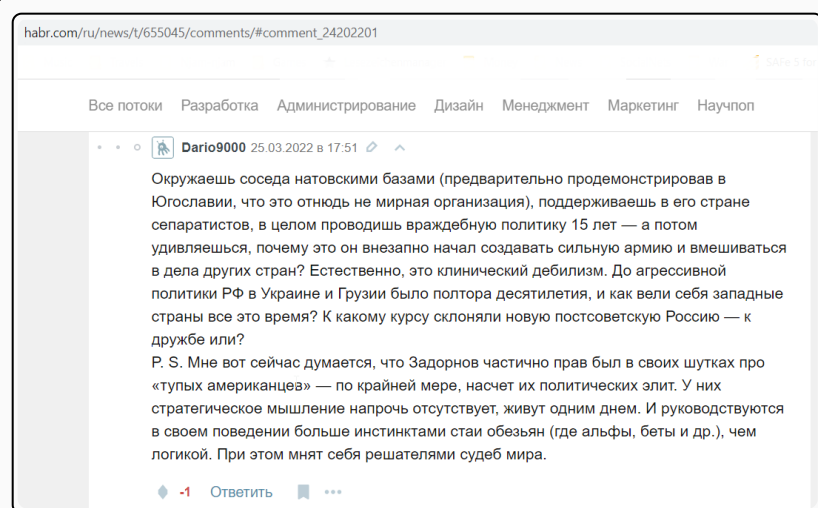 habr.com/ru/news/t/655045/comments/#comment_24202201
Все потоки Разработка Администрирование Дизайн Менеджмент Маркетинг Научпоп
Dario9000 25.03.2022 в 17:51
Окружаешь соседа натовскими базами (предварительно продемонстрировав в
Югославии, что это отнюдь не мирная организация), поддерживаешь в его стране
сепаратистов, в целом проводишь враждебную политику 15 лет — а потом
удивляешься, почему это он внезапно начал создавать сильную армию и вмешиваться
в дела других стран? Естественно, это клинический дебилизм. До агрессивной
политики РФ в Украине и Грузии было полтора десятилетия, и как вели себя западные
страны все это время? К какому курсу склоняли новую постсоветскую Россию — к
дружбе или?
P. S. Мне вот сейчас думается, что Задорнов частично прав был в своих шутках про
«тупых американцев» — по крайней мере, насчет их политических элит. У них
стратегическое мышление напрочь отсутствует, живут одним днем. И руководствуются
в своем поведении больше инстинктами стаи обезьян (где альфы, беты и др.), чем
логикой. При этом мнят себя решателями судеб мира.
-1 Ответить